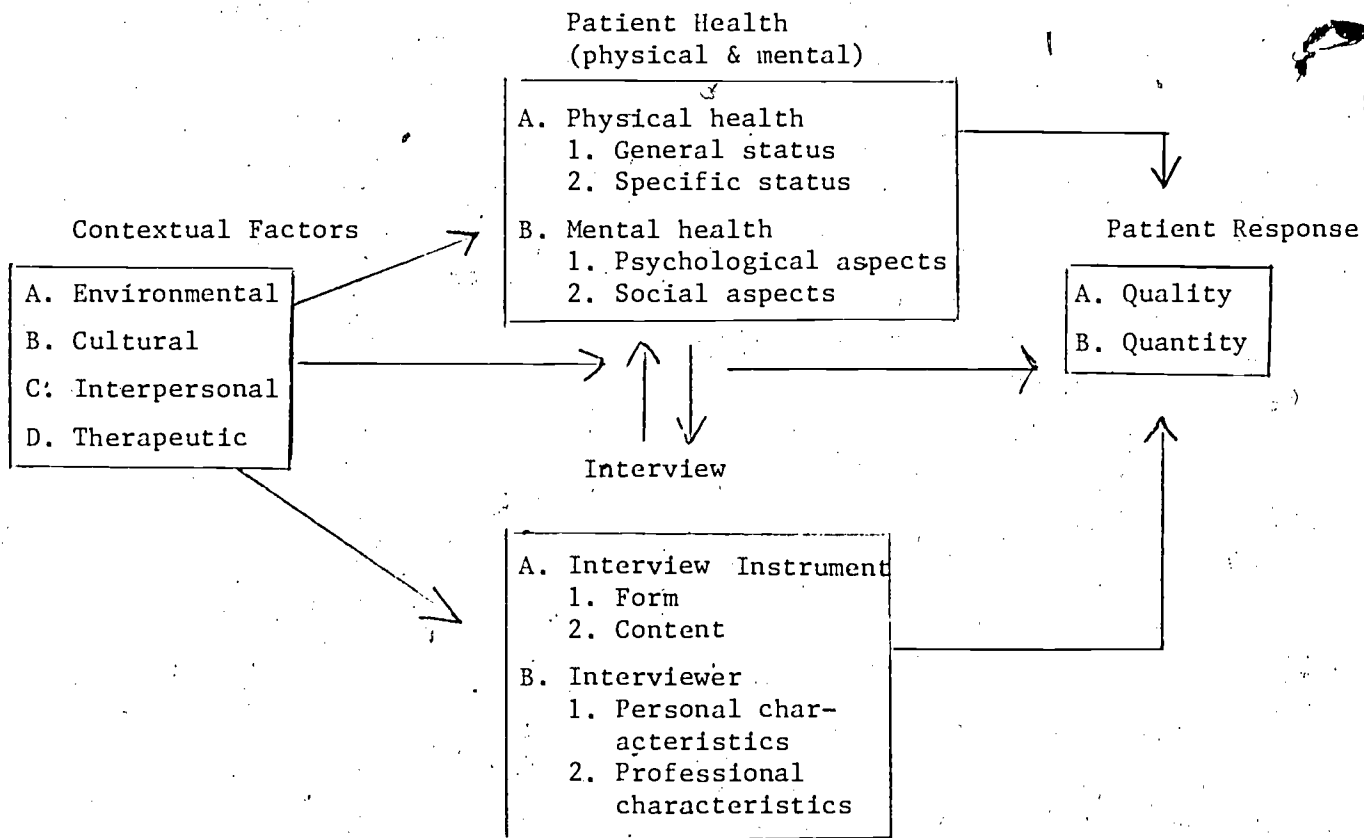 Patient Health
(physical & mental)
A. Physical health
1. General status
2. Specific status
B. Mental health
1. Psychological aspects
2. Social aspects
Contextual Factors
A. Environmental
B. Cultural
C. Interpersonal
D. Therapeutic
Patient Response
A. Quality
B. Quantity
Interview
A. Interview Instrument
1. Form
2. Content
B. Interviewer
1. Personal char-
acteristics
2. Professional
characteristics